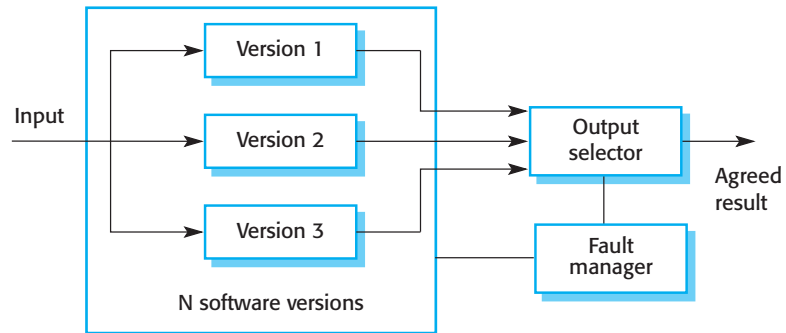 Version 1
Input
Version 2
Output
selector
Agreed
result
Version 3
Fault
manager
N software versions